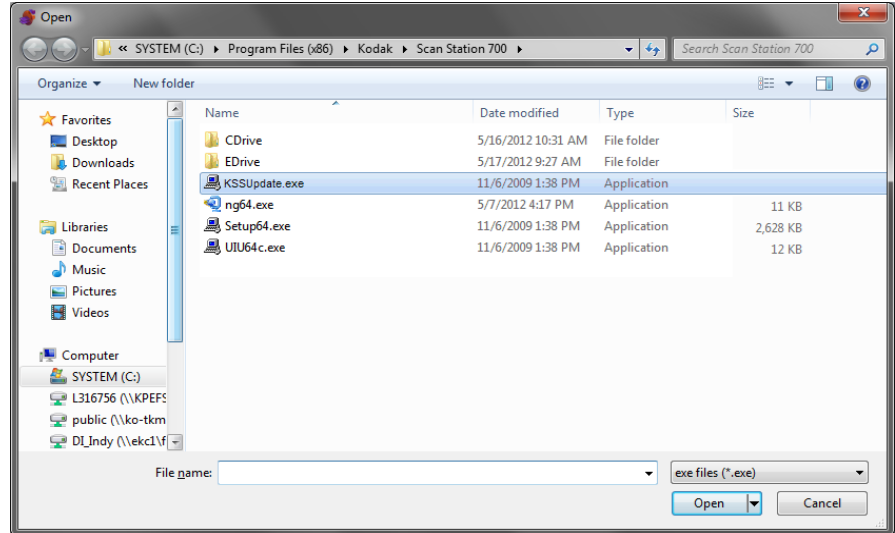 Open
« SYSTEM (C:) ▸ Program Files (x86) ▸ Kodak ▸ Scan Station 700 ▸ Search Scan Station 700
Organize New folder
Name Date modified Type Size
Favorites
Desktop
Downloads
Recent Places
Libraries
Documents
Music
Pictures
Videos
Computer
SYSTEM (C:)
L316756 (\\KPEFS
public (\\ko-tkm
DI_Indy (\\ekc1\f
CDrive 5/16/2012 10:31 AM File folder
EDrive 5/17/2012 9:27 AM File folder
KSSUpdate.exe 11/6/2009 1:38 PM Application
ng64.exe 5/7/2012 4:17 PM Application 11 KB
Setup64.exe 11/6/2009 1:38 PM Application 2,628 KB
UIU64c.exe 11/6/2009 1:38 PM Application 12 KB
File name: exe files (*.exe)
Open Cancel